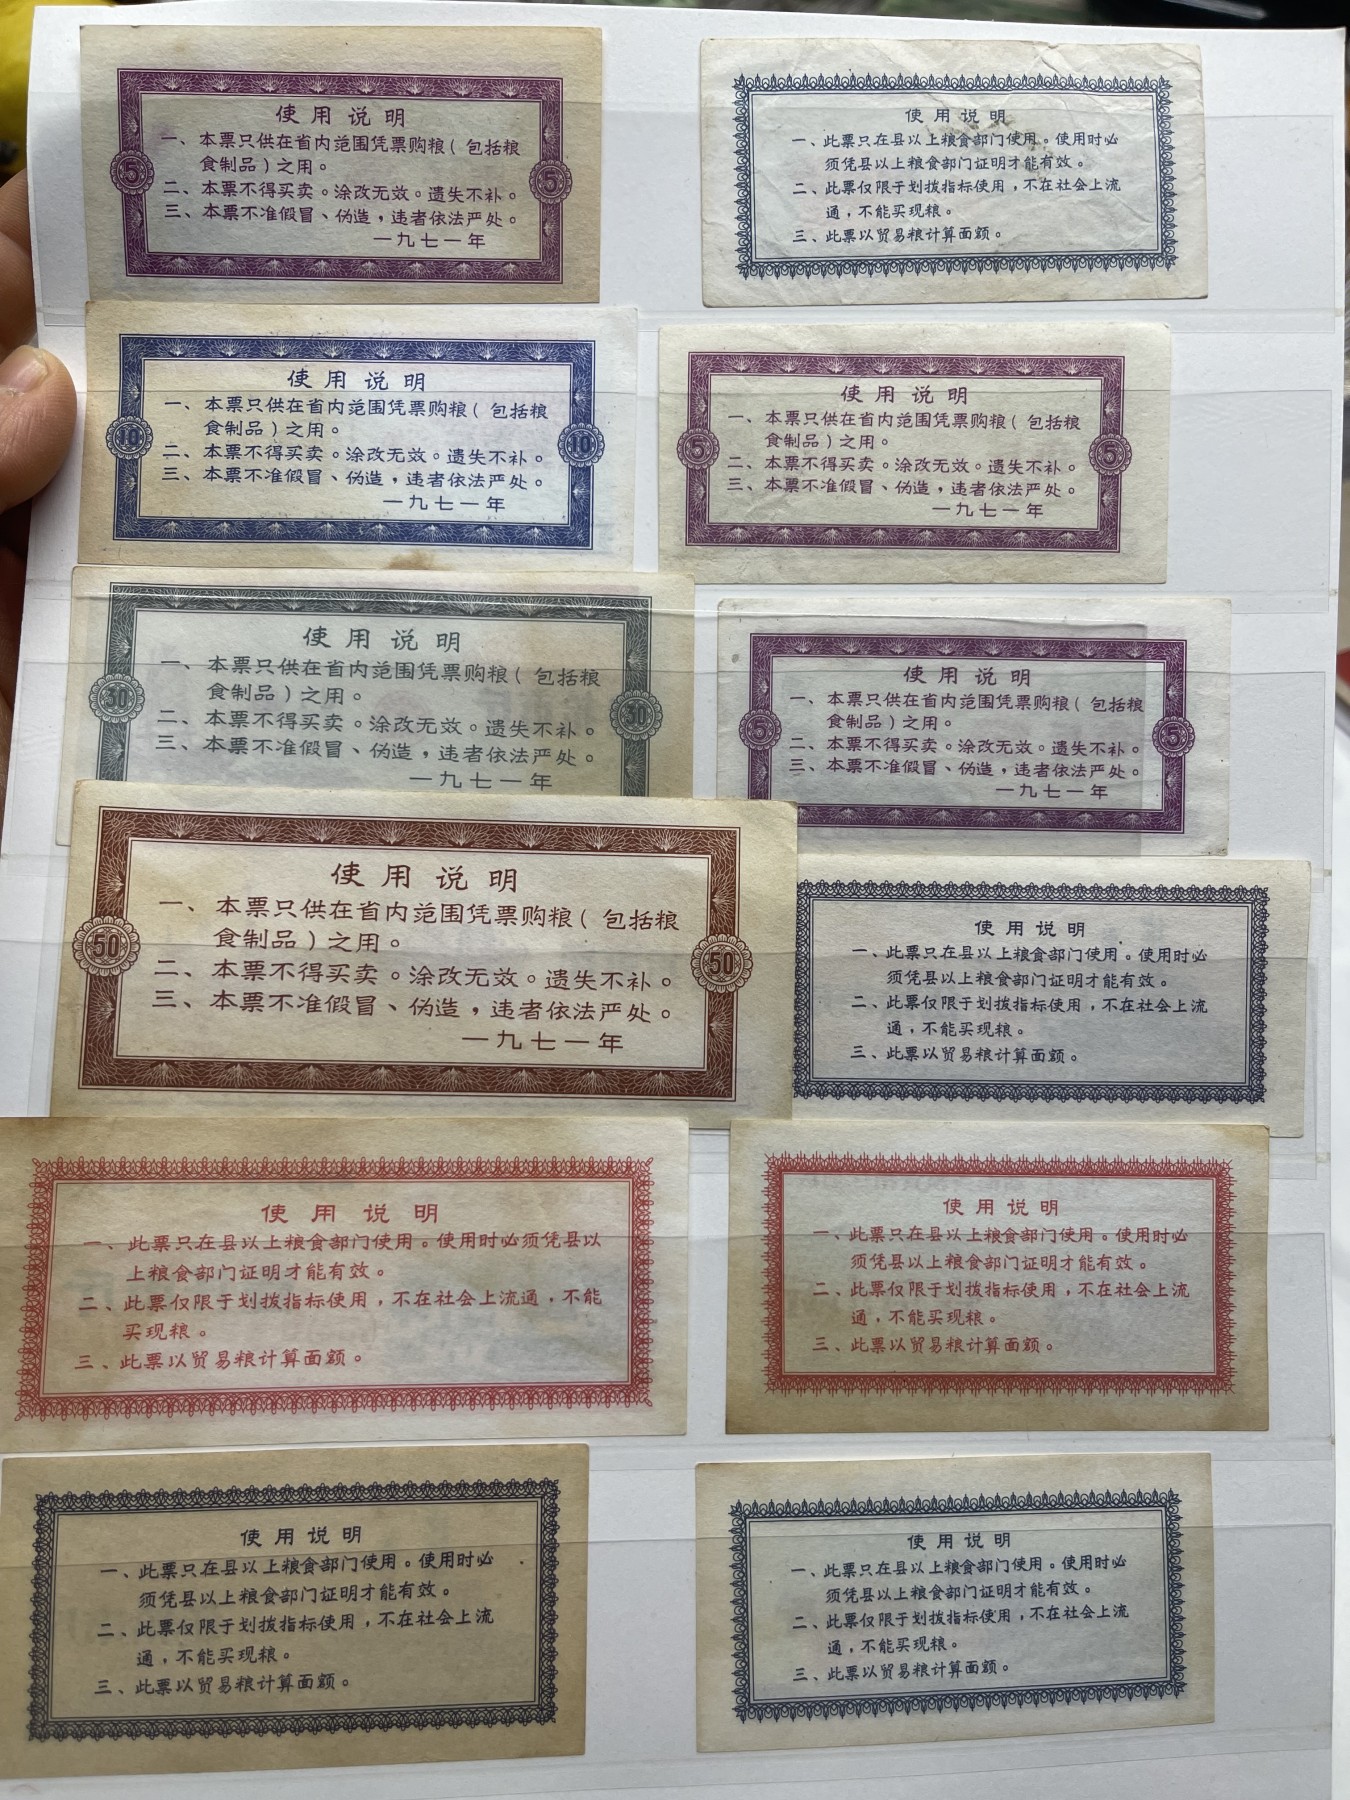 使用说明
一、本票只供在省内范围凭票购粮(包括粮
食制品)之用。
二、本票不得买卖。涂改无效。遗失不补。
三、本票不准假冒、伪造,违者依法严处。
一九七一年
5
5
使用说明
一、此票只在县以上粮食部门使用。使用时必
须凭县以上粮食部门证明才能有效。
二、此票仅限于划拨指标使用,不在社会上流
通,不能买现粮。
三、此票以贸易粮计算面额。
使用说明
一、本票只供在省内范围凭票购粮(包括粮
食制品)之用。
二、本票不得买卖。涂改无效。遗失不补。
三、本票不准假冒、伪造,违者依法严处。
一九七一年
10
10
使用说明
一、本票只供在省内范围凭票购粮(包括粮
食制品)之用。
二、本票不得买卖。涂改无效。遗失不补。
三、本票不准假冒、伪造,违者依法严处。
一九七一年
5
5
使用说明
一、本票只供在省内范围凭票购粮(包括粮
食制品)之用。
二、本票不得买卖。涂改无效。遗失不补。
三、本票不准假冒、伪造,违者依法严处。
一九七一年
30
30
使用说明
一、本票只供在省内范围凭票购粮(包括粮
食制品)之用。
二、本票不得买卖。涂改无效。遗失不补。
三、本票不准假冒、伪造,违者依法严处。
一九七一年
5
5
使用说明
一、本票只供在省内范围凭票购粮(包括粮
食制品)之用。
二、本票不得买卖。涂改无效。遗失不补。
三、本票不准假冒、伪造,违者依法严处。
一九七一年
50
50
使用说明
一、此票只在县以上粮食部门使用。使用时必
须凭县以上粮食部门证明才能有效。
二、此票仅限于划拨指标使用,不在社会上流
通,不能买现粮。
三、此票以贸易粮计算面额。
使用说明
一、此票只在县以上粮食部门使用。使用时必须凭县以
上粮食部门证明才能有效。
二、此票仅限于划拨指标使用,不在社会上流通,不能
买现粮。
三、此票以贸易粮计算面额。
使用说明
一、此票只在县以上粮食部门使用。使用时必
须凭县以上粮食部门证明才能有效。
二、此票仅限于划拨指标使用,不在社会上流
通,不能买现粮。
三、此票以贸易粮计算面额。
使用说明
一、此票只在县以上粮食部门使用。使用时必
须凭县以上粮食部门证明才能有效。
二、此票仅限于划拨指标使用,不在社会上流
通,不能买现粮。
三、此票以贸易粮计算面额。
使用说明
一、此票只在县以上粮食部门使用。使用时必
须凭县以上粮食部门证明才能有效。
二、此票仅限于划拨指标使用,不在社会上流
通,不能买现粮。
三、此票以贸易粮计算面额。